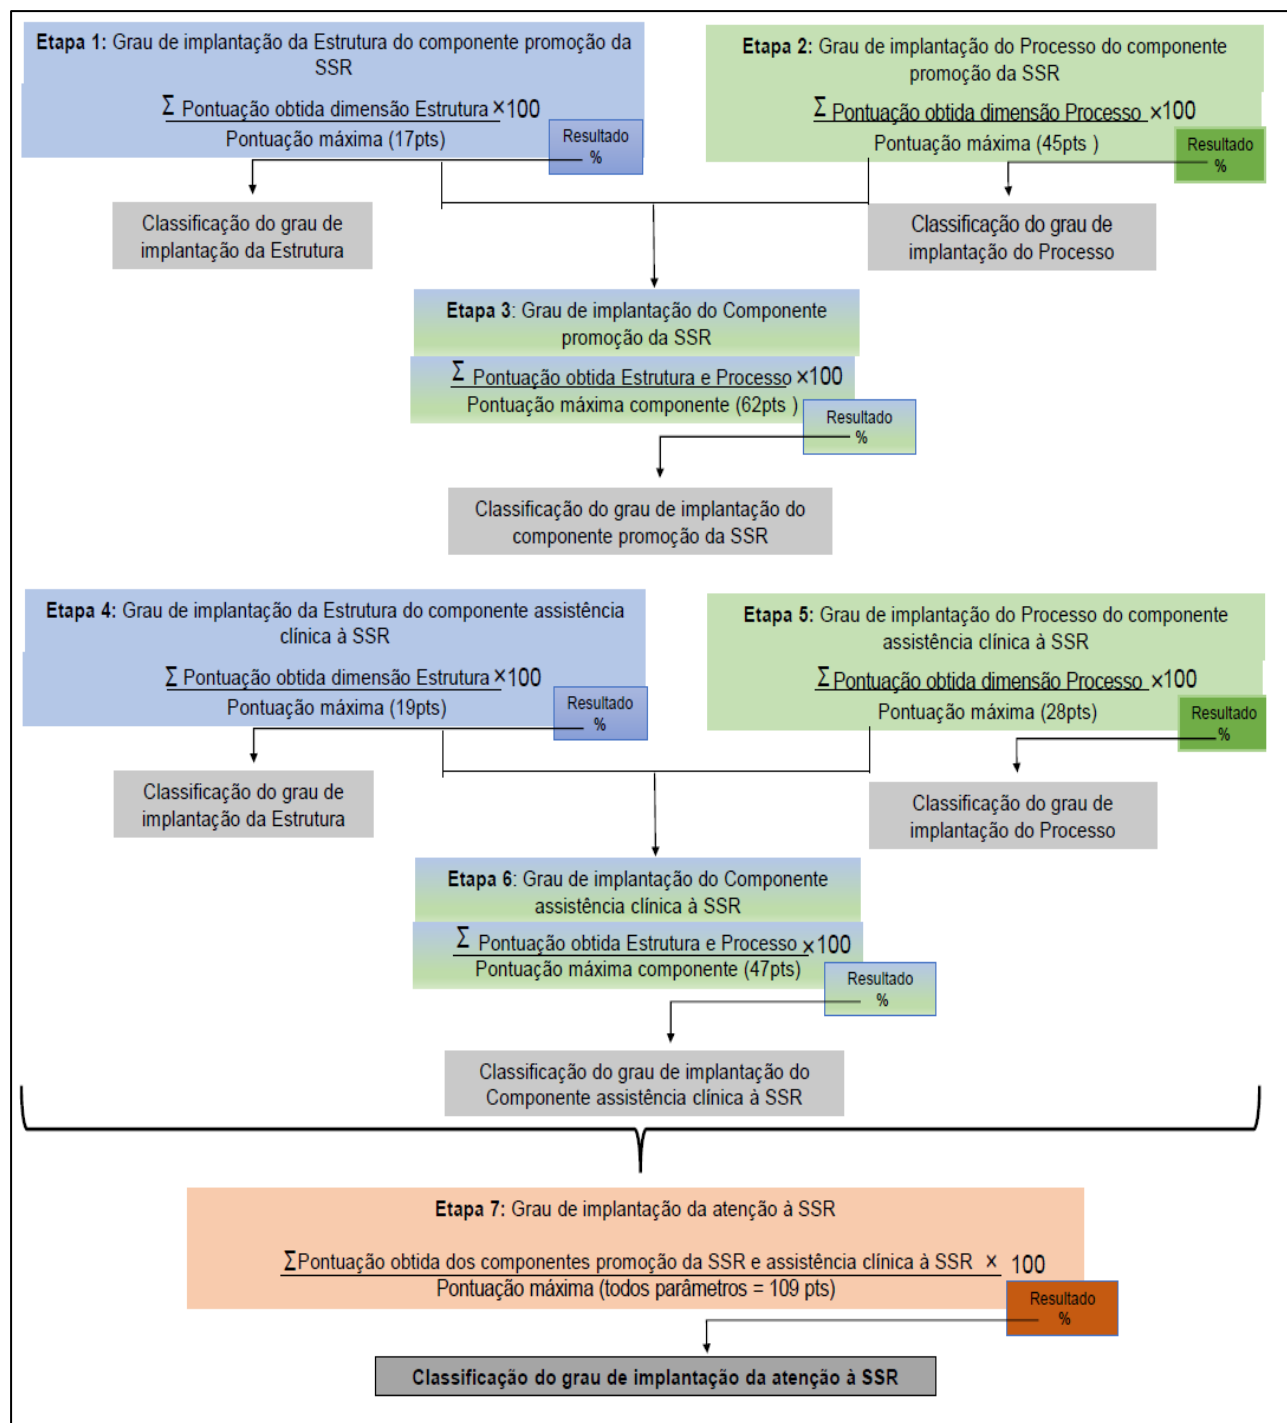 Etapa 1: Grau de implantação da Estrutura do componente promoção da
SSR
∑ Pontuação obtida dimensão Estrutura ×100
Pontuação máxima (17pts)
Resultado
%
Classificação do grau de
implantação da Estrutura
Etapa 2: Grau de implantação do Processo do componente
promoção da SSR
∑ Pontuação obtida dimensão Processo ×100
Pontuação máxima (45pts )
Resultado
%
Classificação do grau de
implantação do Processo
Etapa 3: Grau de implantação do Componente
promoção da SSR
∑ Pontuação obtida Estrutura e Processo ×100
Pontuação máxima componente (62pts )
Resultado
%
Classificação do grau de implantação do
componente promoção da SSR
Etapa 4: Grau de implantação da Estrutura do componente assistência
clínica à SSR
∑ Pontuação obtida dimensão Estrutura ×100
Pontuação máxima (19pts)
Resultado
%
Classificação do grau de
implantação da Estrutura
Etapa 5: Grau de implantação do Processo do componente
assistência clínica à SSR
∑ Pontuação obtida dimensão Processo ×100
Pontuação máxima (28pts)
Resultado
%
Classificação do grau de
implantação do Processo
Etapa 6: Grau de implantação do Componente
assistência clínica à SSR
∑ Pontuação obtida Estrutura e Processo ×100
Pontuação máxima componente (47pts)
Resultado
%
Classificação do grau de implantação do
Componente assistência clínica à SSR
Etapa 7: Grau de implantação da atenção à SSR
∑Pontuação obtida dos componentes promoção da SSR e assistência clínica à SSR × 100
Pontuação máxima (todos parâmetros = 109 pts)
Resultado
%
Classificação do grau de implantação da atenção à SSR